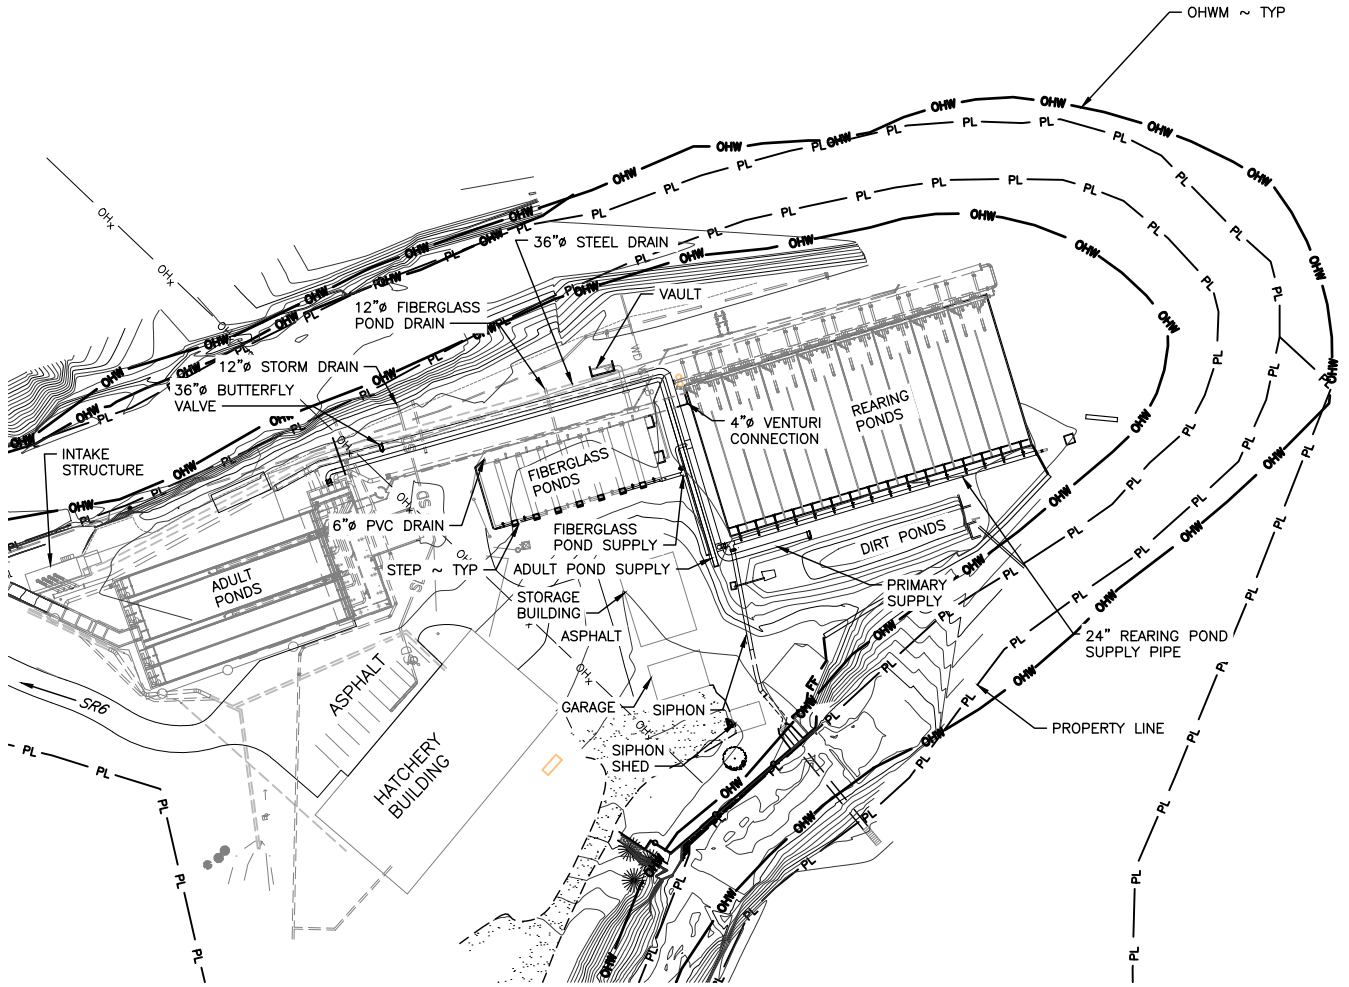 OHWM ~ TYP
36"ø STEEL DRAIN
VAULT
12"ø FIBERGLASS
POND DRAIN
12"ø STORM DRAIN
36"ø BUTTERFLY
VALVE
INTAKE
STRUCTURE
4"ø VENTURI
CONNECTION
REARING
PONDS
FIBERGLASS
PONDS
6"ø PVC DRAIN
FIBERGLASS
POND SUPPLY
DIRT PONDS
STEP ~ TYP
ADULT POND SUPPLY
ADULT
PONDS
PRIMARY
SUPPLY
STORAGE
BUILDING
ASPHALT
24" REARING POND
SUPPLY PIPE
ASPHALT
SR6
GARAGE
SIPHON
PROPERTY LINE
SIPHON
SHED
HATCHERY
BUILDING
OHW
PL
OHx
SD
FF